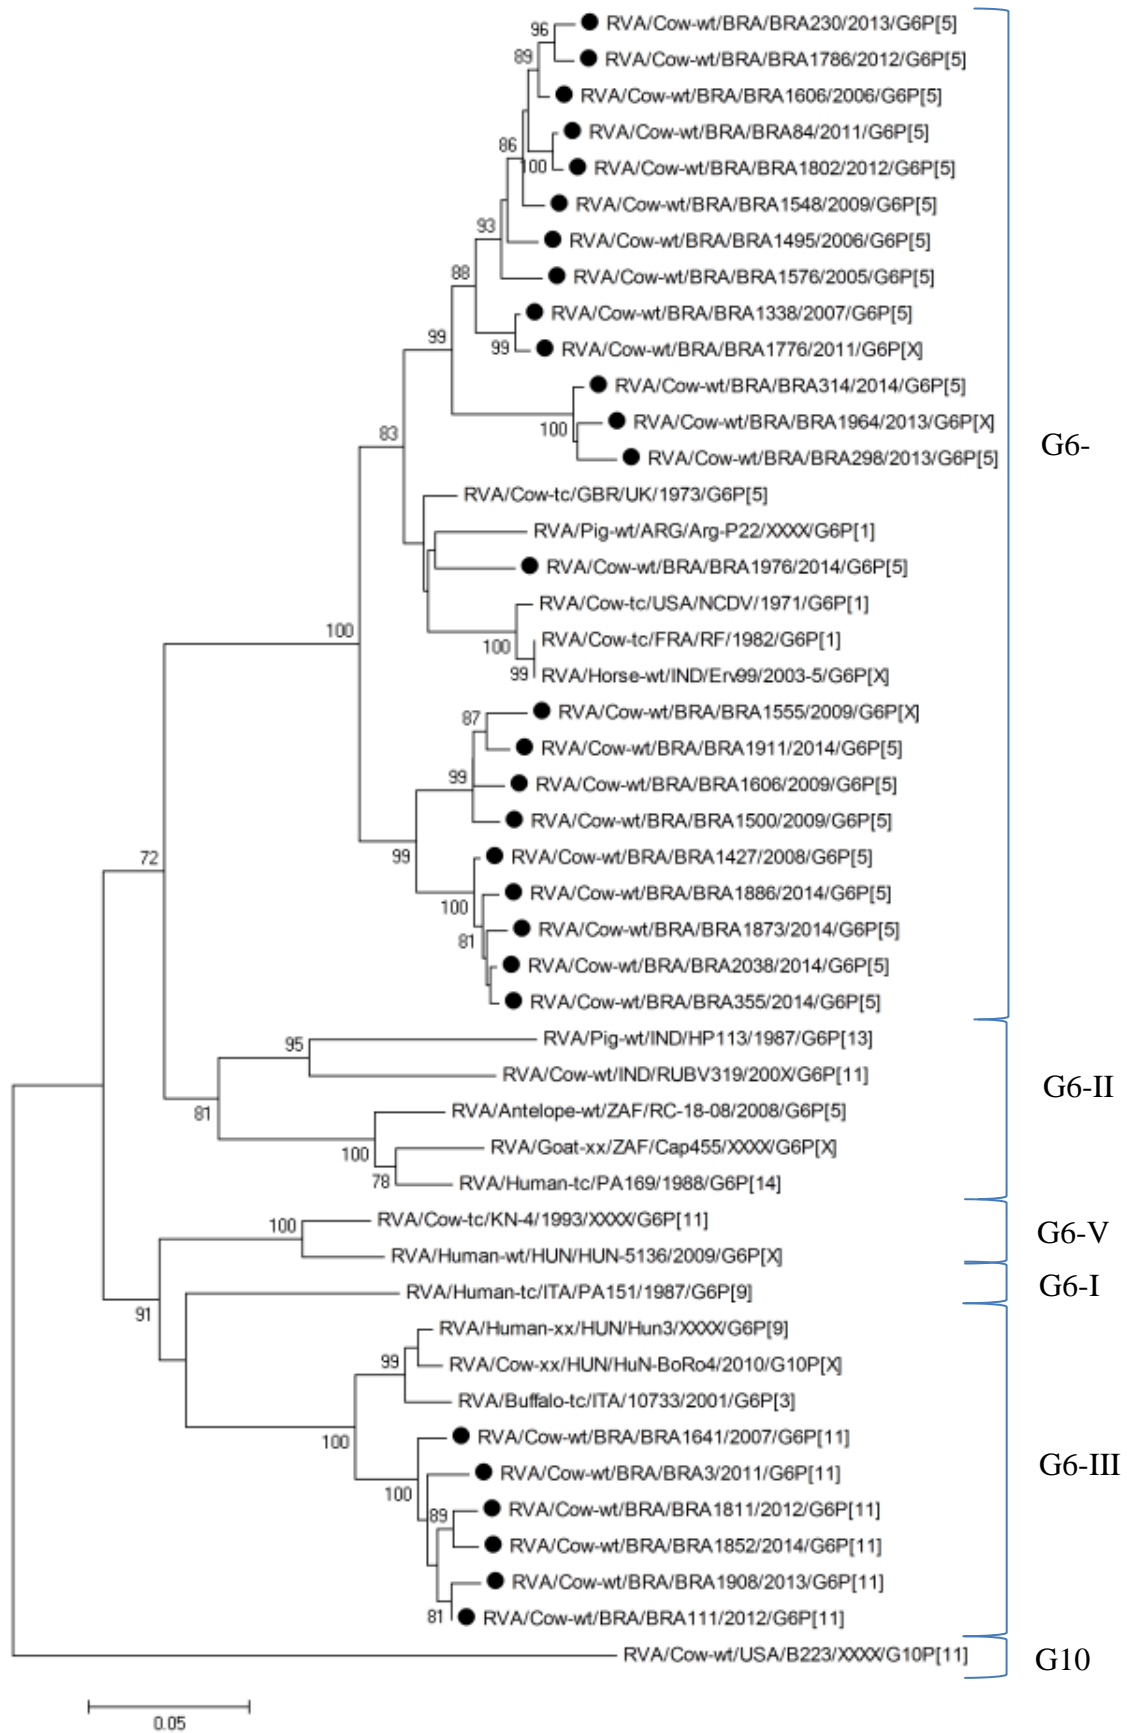 96
RVA/Cow-wt/BRA/BRA230/2013/G6P[5]
89
RVA/Cow-wt/BRA/BRA1786/2012/G6P[5]
RVA/Cow-wt/BRA/BRA1606/2006/G6P[5]
RVA/Cow-wt/BRA/BRA84/2011/G6P[5]
86
100
RVA/Cow-wt/BRA/BRA1802/2012/G6P[5]
RVA/Cow-wt/BRA/BRA1548/2009/G6P[5]
93
RVA/Cow-wt/BRA/BRA1495/2006/G6P[5]
88
RVA/Cow-wt/BRA/BRA1576/2005/G6P[5]
RVA/Cow-wt/BRA/BRA1338/2007/G6P[5]
99
99
RVA/Cow-wt/BRA/BRA1776/2011/G6P[X]
RVA/Cow-wt/BRA/BRA314/2014/G6P[5]
100
RVA/Cow-wt/BRA/BRA1964/2013/G6P[X]
83
G6-
RVA/Cow-wt/BRA/BRA298/2013/G6P[5]
RVA/Cow-tc/GBR/UK/1973/G6P[5]
RVA/Pig-wt/ARG/Arg-P22/XXXX/G6P[1]
RVA/Cow-wt/BRA/BRA1976/2014/G6P[5]
RVA/Cow-tc/USA/NCDV/1971/G6P[1]
100
100
RVA/Cow-tc/FRA/RF/1982/G6P[1]
99
RVA/Horse-wt/IND/Erv99/2003-5/G6P[X]
87
RVA/Cow-wt/BRA/BRA1555/2009/G6P[X]
RVA/Cow-wt/BRA/BRA1911/2014/G6P[5]
99
RVA/Cow-wt/BRA/BRA1606/2009/G6P[5]
RVA/Cow-wt/BRA/BRA1500/2009/G6P[5]
72
99
RVA/Cow-wt/BRA/BRA1427/2008/G6P[5]
100
RVA/Cow-wt/BRA/BRA1886/2014/G6P[5]
81
RVA/Cow-wt/BRA/BRA1873/2014/G6P[5]
RVA/Cow-wt/BRA/BRA2038/2014/G6P[5]
RVA/Cow-wt/BRA/BRA355/2014/G6P[5]
95
RVA/Pig-wt/IND/HP113/1987/G6P[13]
RVA/Cow-wt/IND/RUBV319/200X/G6P[11]
G6-II
81
RVA/Antelope-wt/ZAF/RC-18-08/2008/G6P[5]
100
RVA/Goat-xx/ZAF/Cap455/XXXX/G6P[X]
78
RVA/Human-tc/PA169/1988/G6P[14]
100
RVA/Cow-tc/KN-4/1993/XXXX/G6P[11]
G6-V
RVA/Human-wt/HUN/HUN-5136/2009/G6P[X]
91
RVA/Human-tc/ITA/PA151/1987/G6P[9]
G6-I
RVA/Human-xx/HUN/Hun3/XXXX/G6P[9]
99
RVA/Cow-xx/HUN/HuN-BoRo4/2010/G10P[X]
RVA/Buffalo-tc/ITA/10733/2001/G6P[3]
100
RVA/Cow-wt/BRA/BRA1641/2007/G6P[11]
G6-III
100
RVA/Cow-wt/BRA/BRA3/2011/G6P[11]
89
RVA/Cow-wt/BRA/BRA1811/2012/G6P[11]
RVA/Cow-wt/BRA/BRA1852/2014/G6P[11]
RVA/Cow-wt/BRA/BRA1908/2013/G6P[11]
81
RVA/Cow-wt/BRA/BRA111/2012/G6P[11]
RVA/Cow-wt/USA/B223/XXXX/G10P[11]
G10
0.05